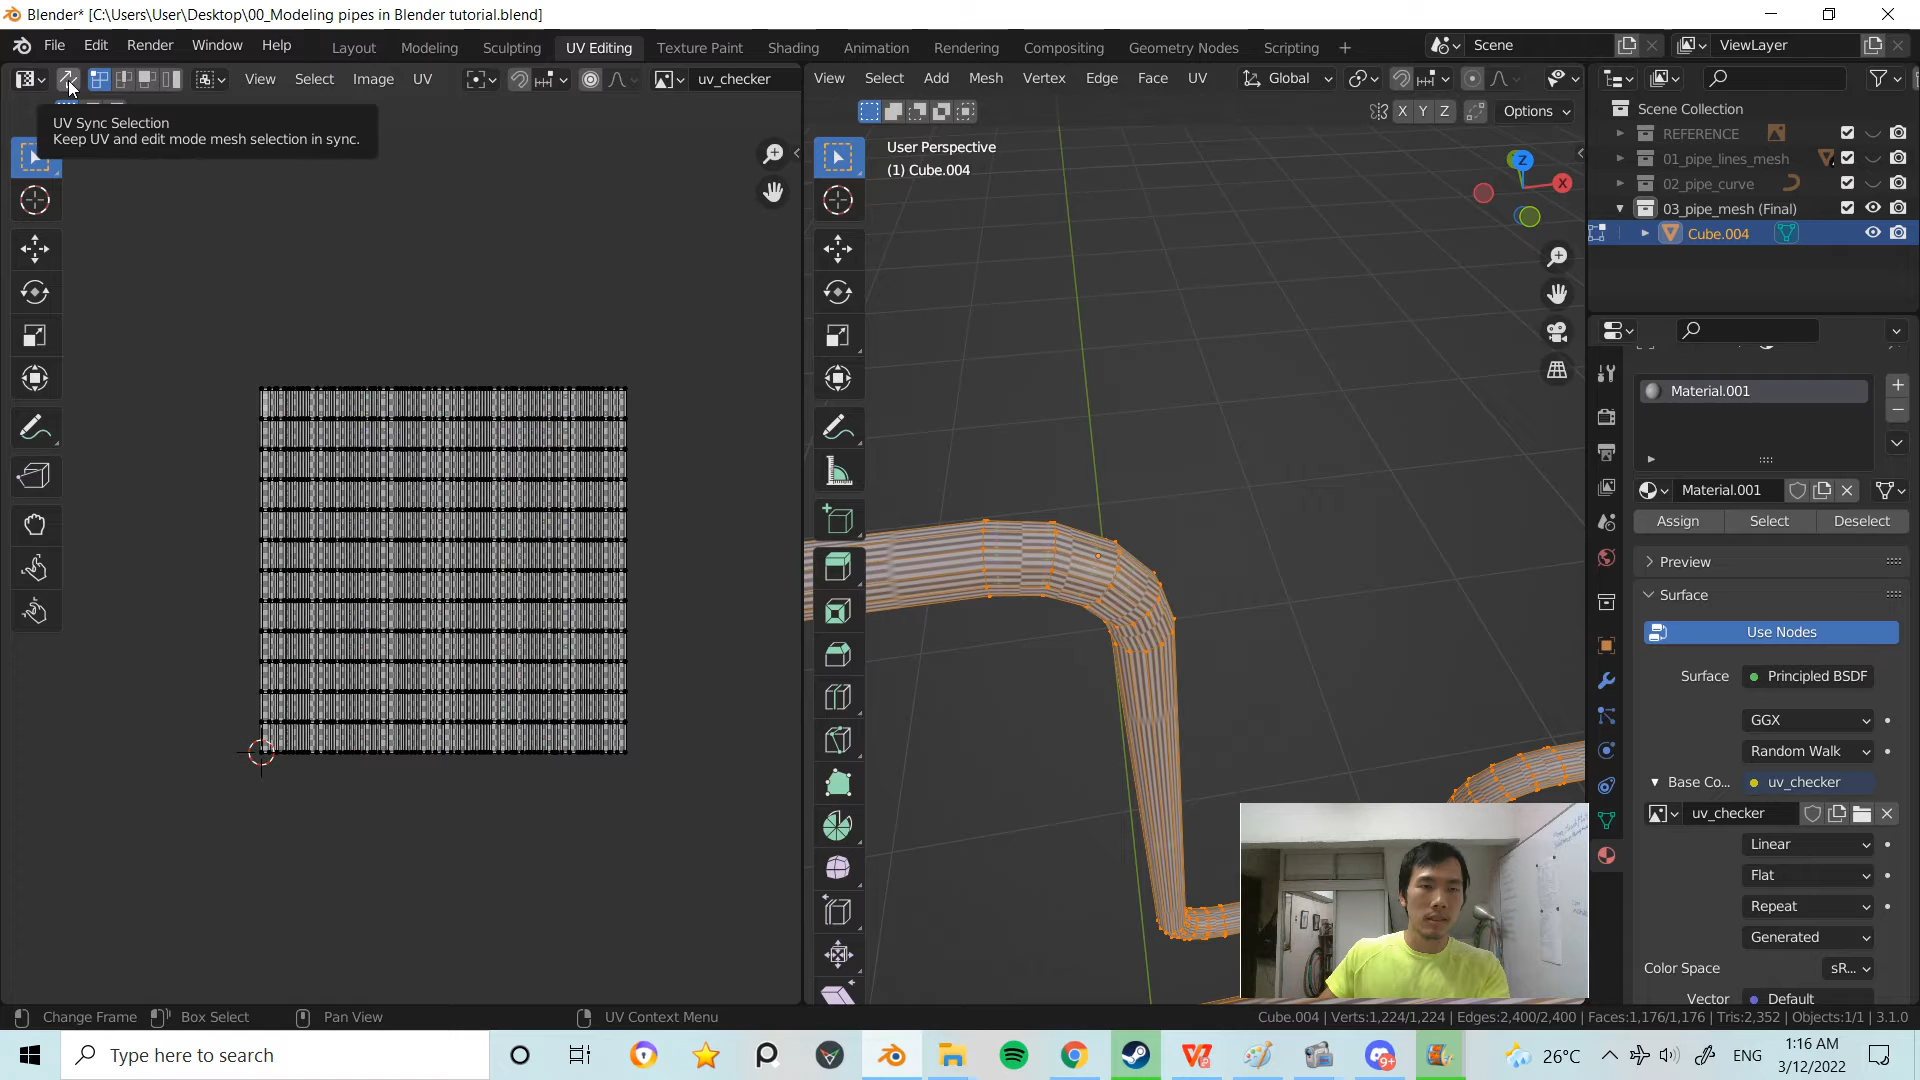 Blender* [C:\Users\User\Desktop\00_Modeling pipes in Blender tutorial.blend]
File Edit Render Window Help
Layout Modeling Sculpting UV Editing Texture Paint Shading Animation Rendering Compositing Geometry Nodes Scripting
Scene
ViewLayer
View Select Image UV
uv_checker
View Select Add Mesh Vertex Edge Face UV
Global
X Y Z
Options
UV Sync Selection
Keep UV and edit mode mesh selection in sync.
User Perspective
(1) Cube.004
Z
X
Scene Collection
REFERENCE
01_pipe_lines_mesh
02_pipe_curve
03_pipe_mesh (Final)
Cube.004
Material.001
Material.001
Assign Select Deselect
Preview
Surface
Use Nodes
Surface Principled BSDF
GGX
Random Walk
Base Co... uv_checker
uv_checker
Linear
Flat
Repeat
Generated
Color Space sR...
Vector Default
Change Frame Box Select Pan View UV Context Menu
Cube.004 | Verts:1,224/1,224 | Edges:2,400/2,400 | Faces:1,176/1,176 | Tris:2,352 | Objects:1/1 | 3.1.0
Type here to search
9+
26°C
ENG
1:16 AM
3/12/2022